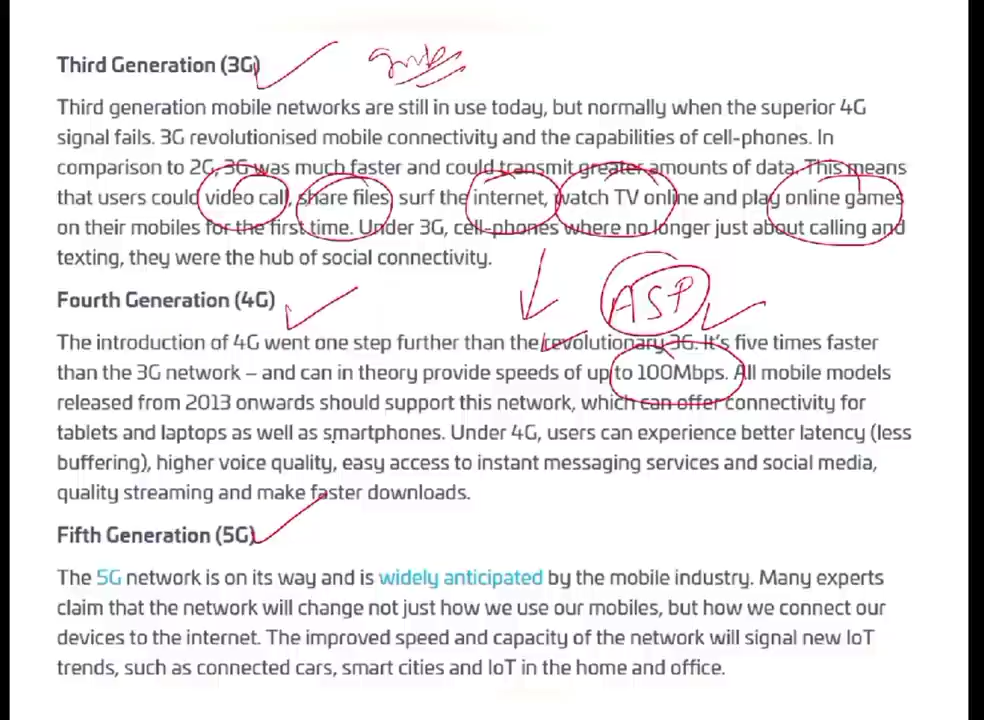 Third Generation (3G)
Third generation mobile networks are still in use today, but normally when the superior 4G
signal fails. 3G revolutionised mobile connectivity and the capabilities of cell-phones. In
comparison to 2G, 3G was much faster and could transmit greater amounts of data. This means
that users could video call, share files, surf the internet, watch TV online and play online games
on their mobiles for the first time. Under 3G, cell-phones where no longer just about calling and
texting, they were the hub of social connectivity.
Fourth Generation (4G)
ASP
The introduction of 4G went one step further than the revolutionary 3G. It's five times faster
than the 3G network – and can in theory provide speeds of up to 100Mbps. All mobile models
released from 2013 onwards should support this network, which can offer connectivity for
tablets and laptops as well as smartphones. Under 4G, users can experience better latency (less
buffering), higher voice quality, easy access to instant messaging services and social media,
quality streaming and make faster downloads.
Fifth Generation (5G)
The 5G network is on its way and is widely anticipated by the mobile industry. Many experts
claim that the network will change not just how we use our mobiles, but how we connect our
devices to the internet. The improved speed and capacity of the network will signal new IoT
trends, such as connected cars, smart cities and IoT in the home and office.